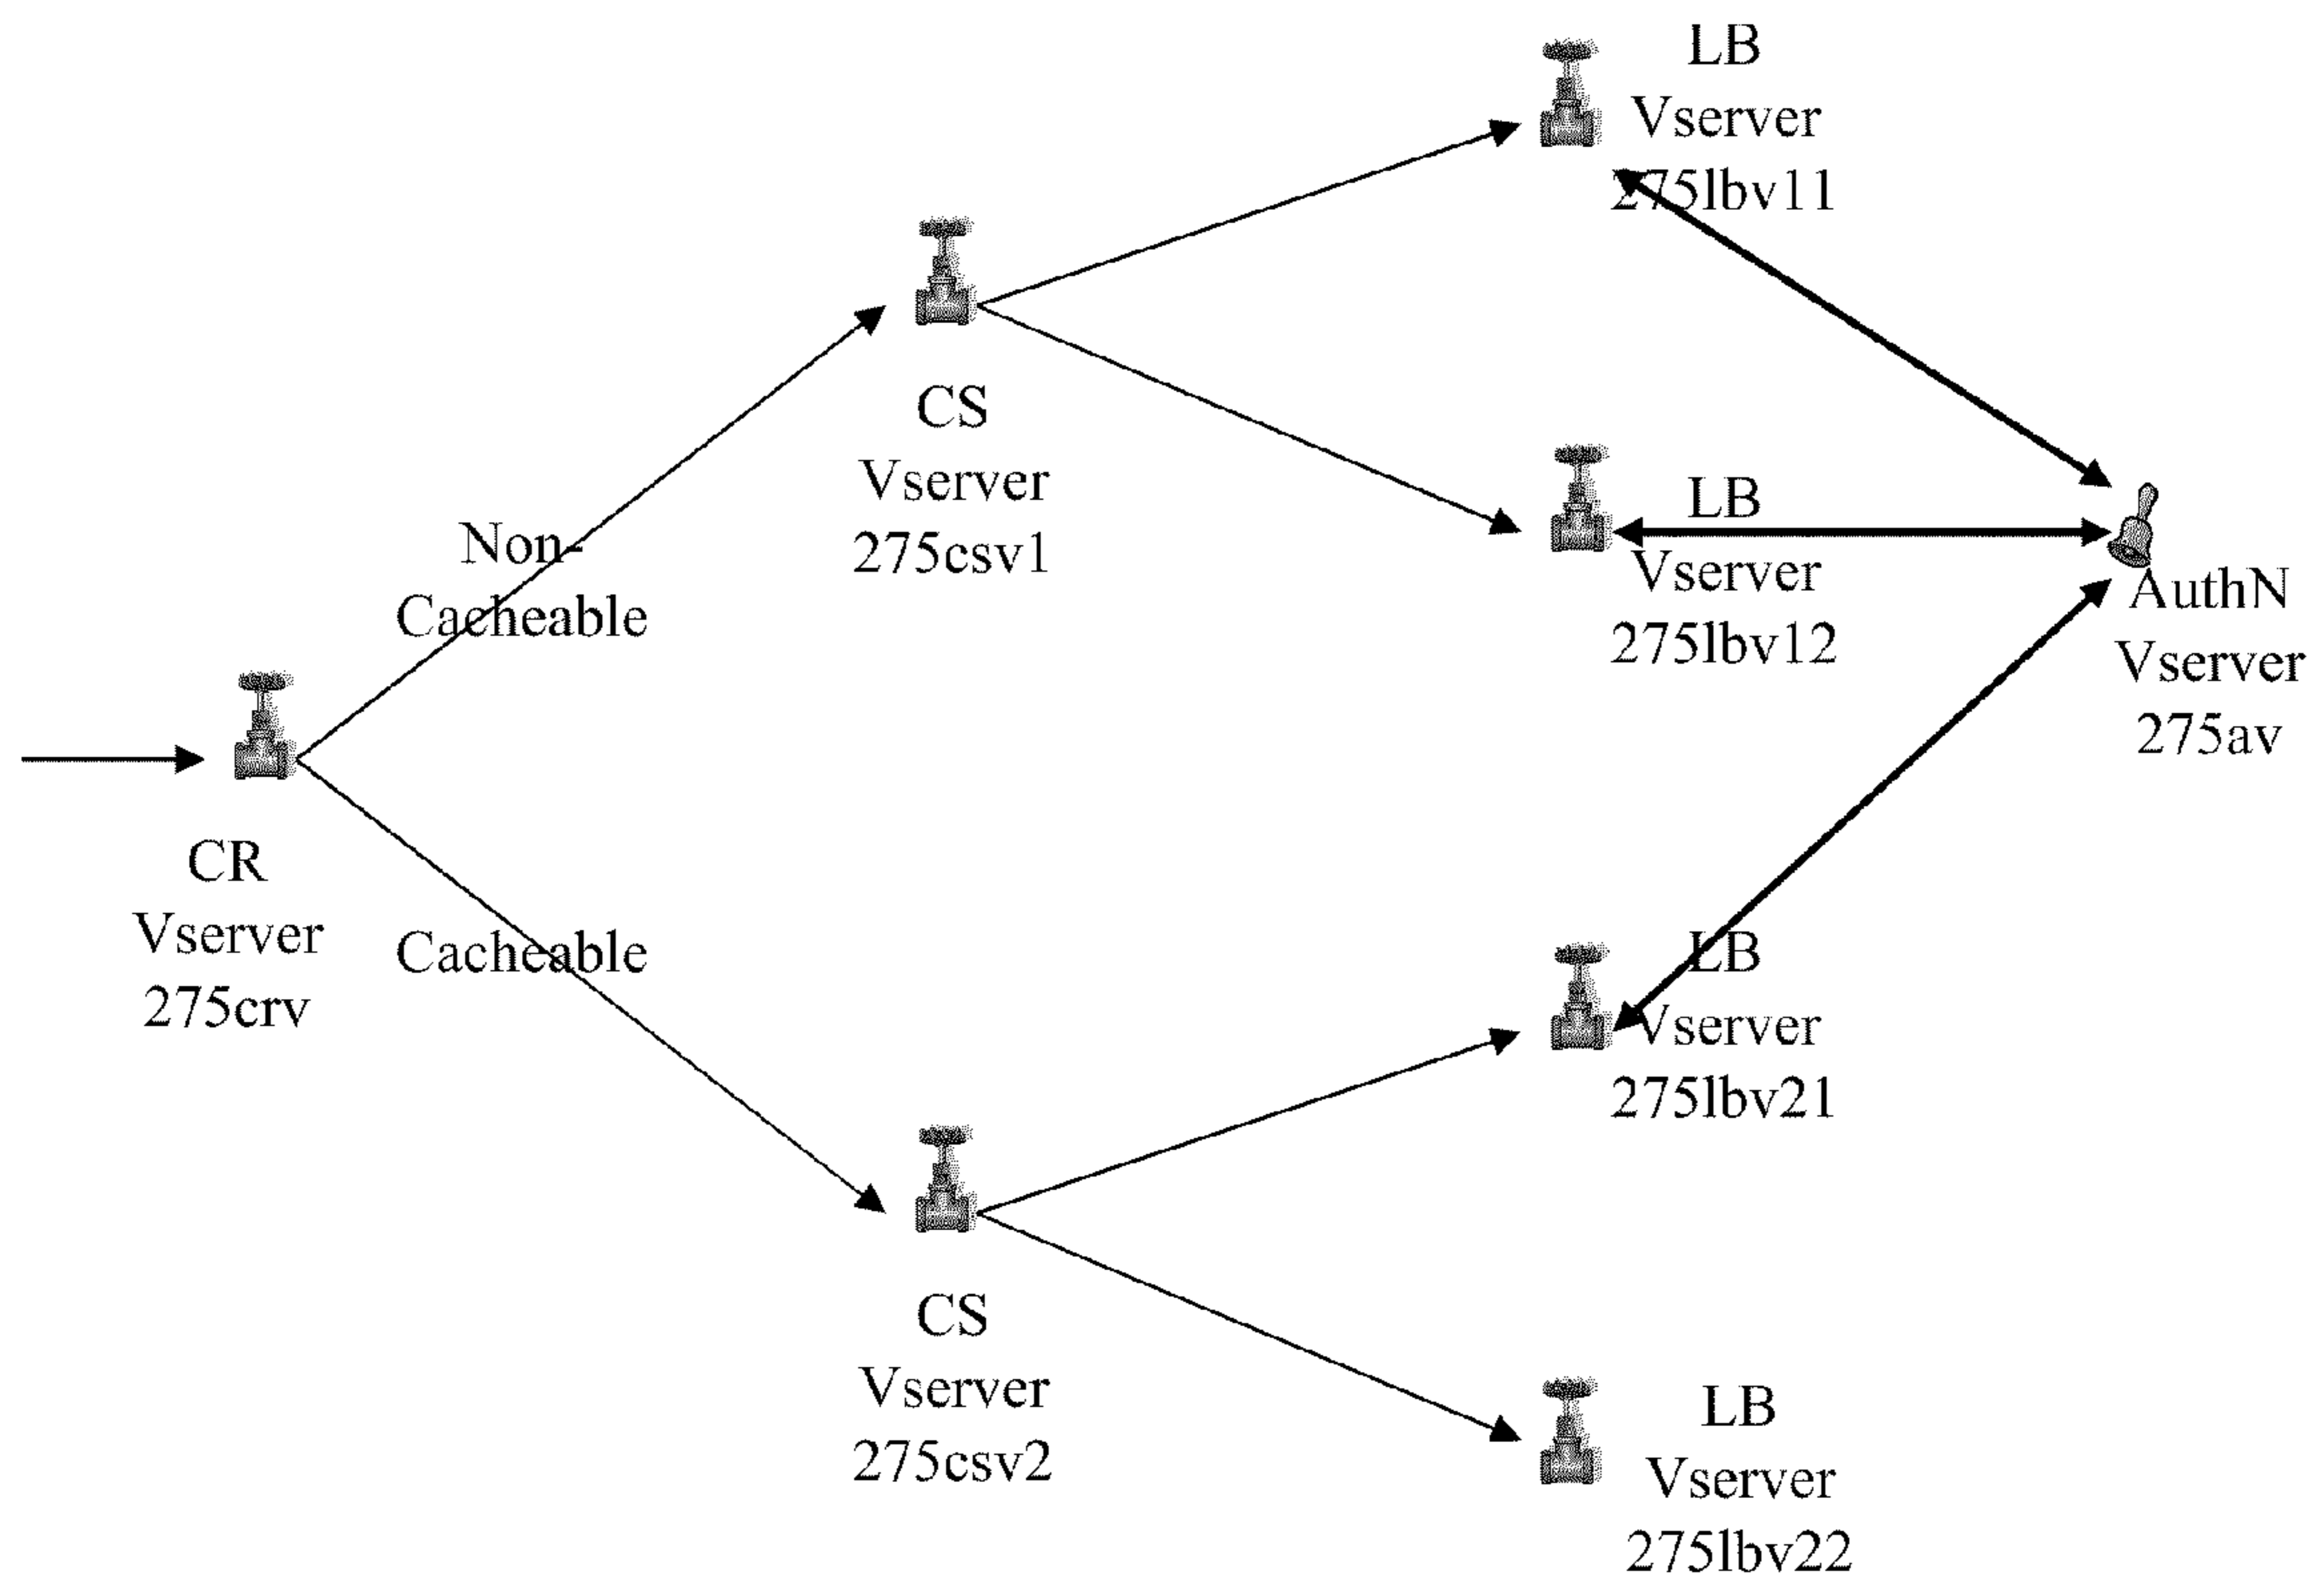 LB
Vserver
275lbv11
CS
Vserver
275csv1
Non-
Cacheable
LB
Vserver
275lbv12
AuthN
Vserver
275av
CR
Vserver
275crv
Cacheable
LB
Vserver
275lbv21
CS
Vserver
275csv2
LB
Vserver
275lbv22